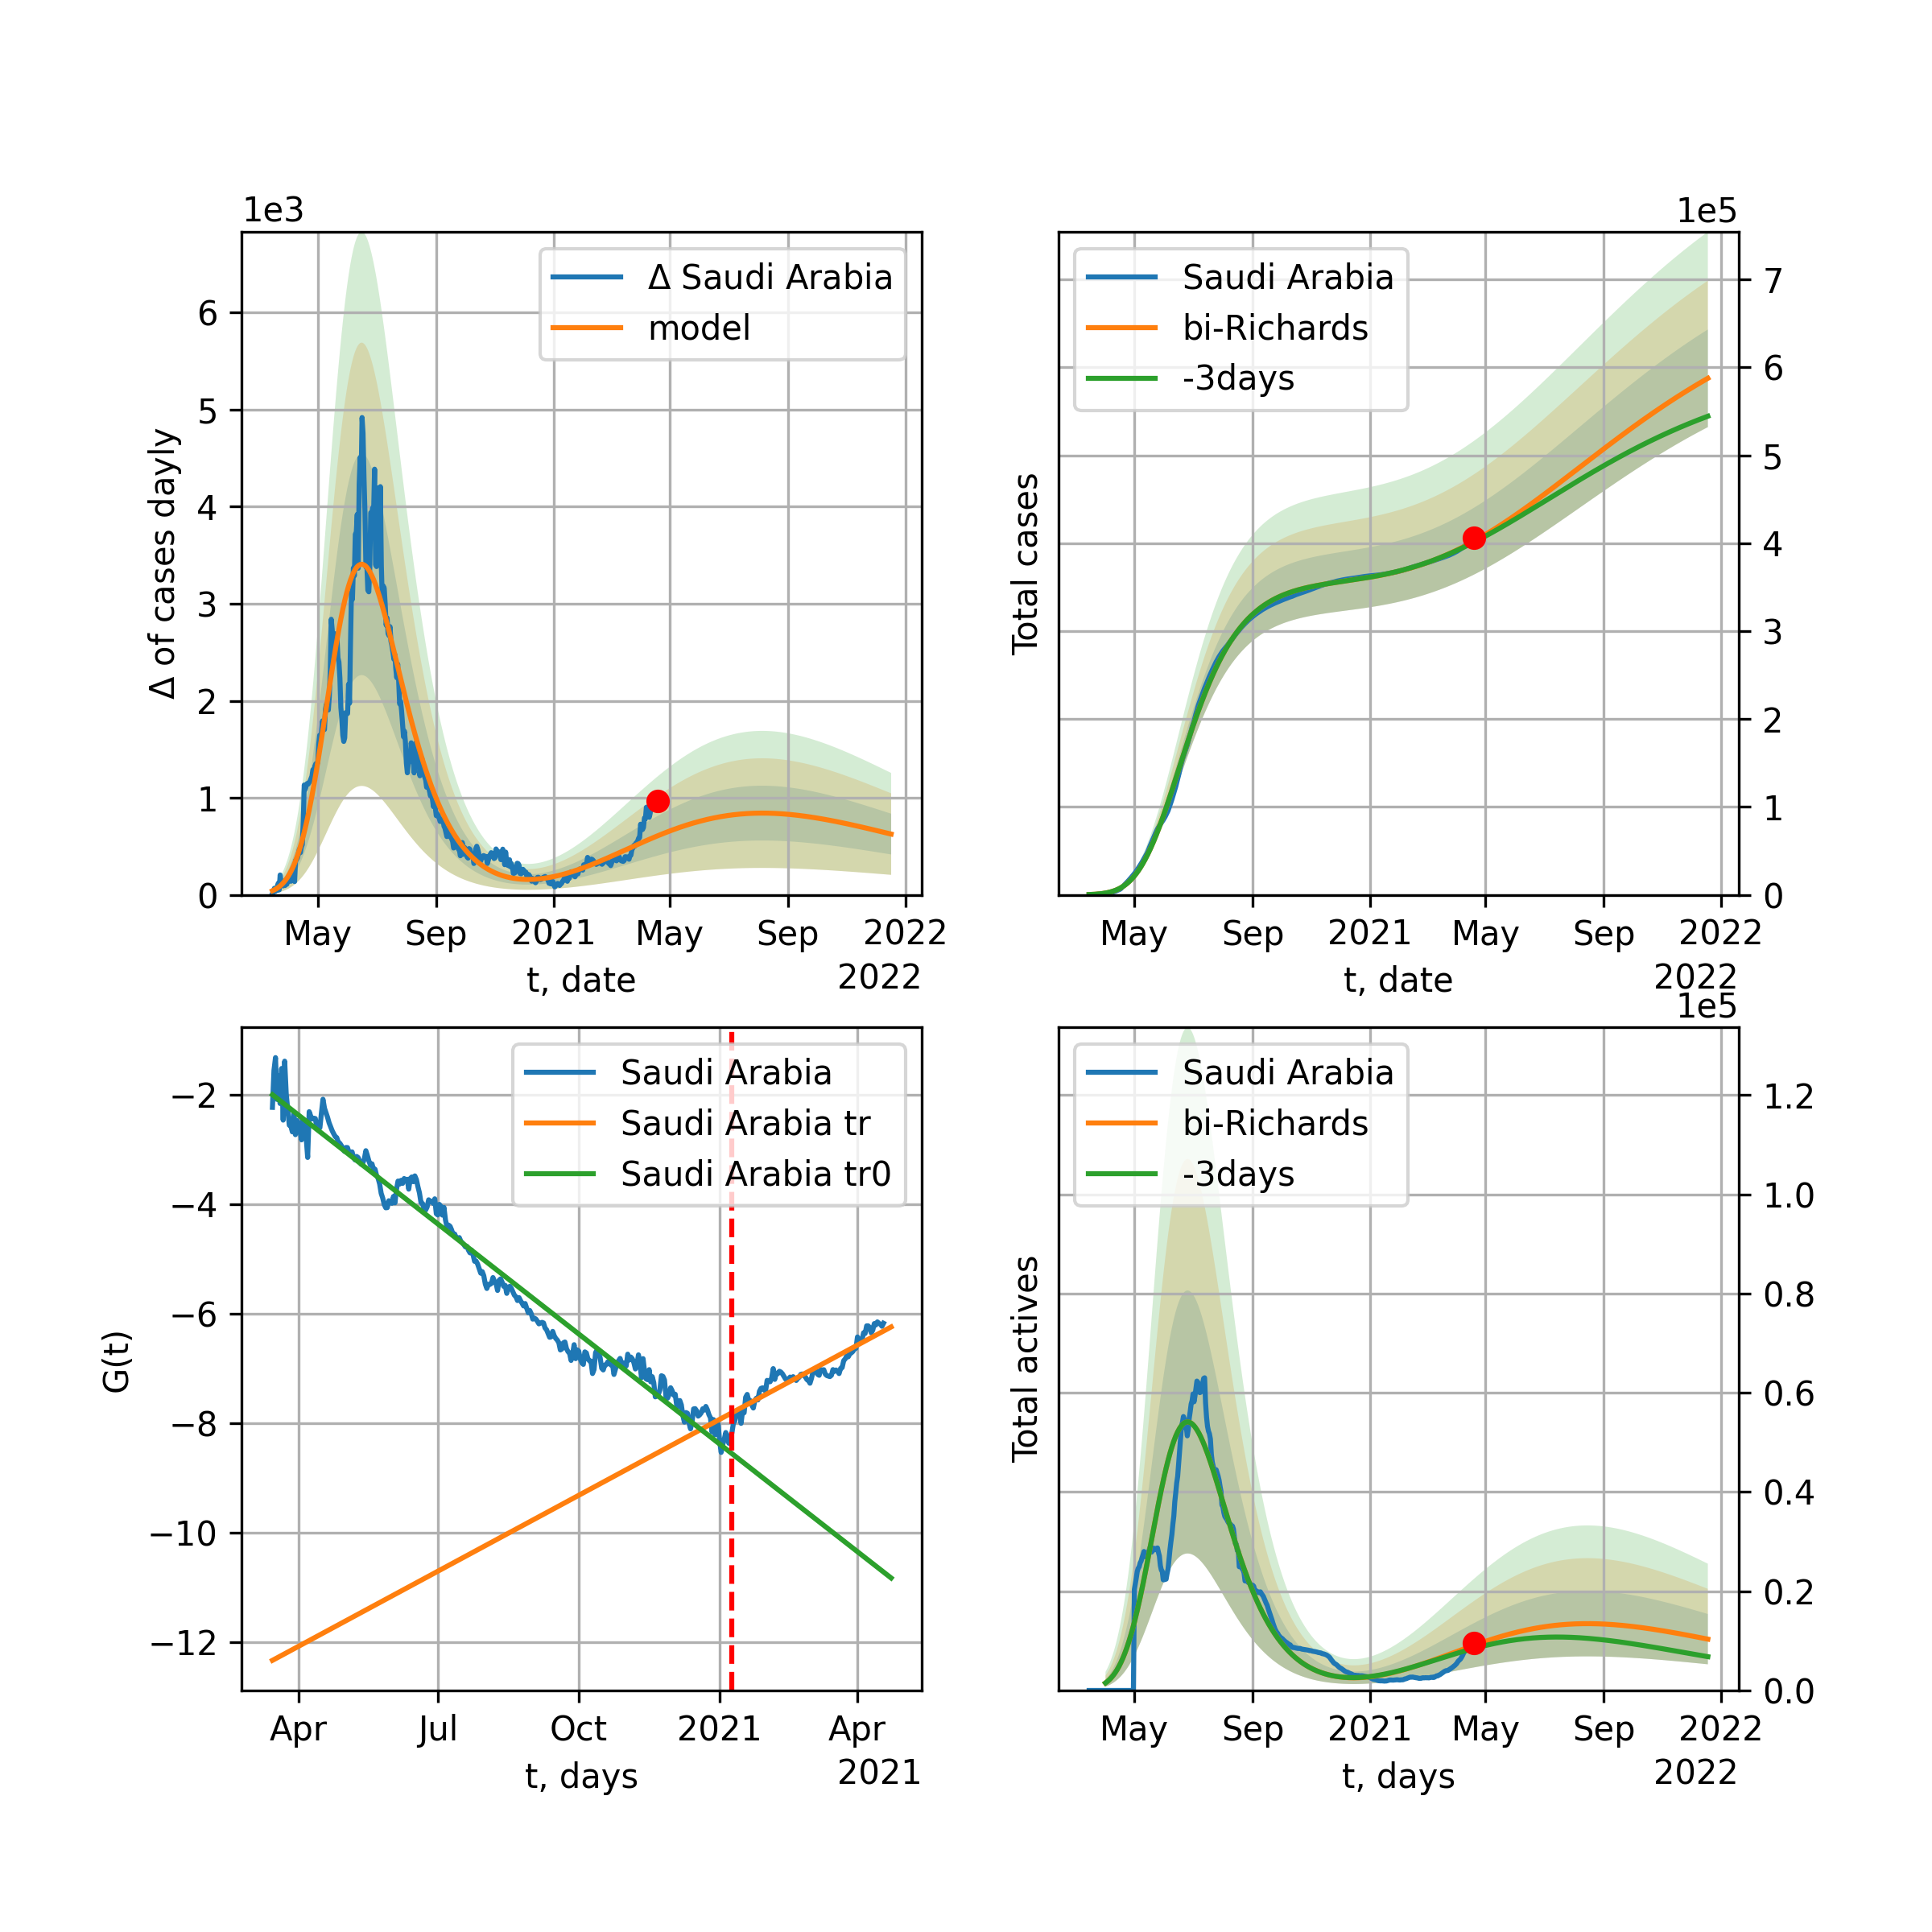 1e3
Δ of cases dayly
6
5
4
3
2
1
0
Δ Saudi Arabia
model
May Sep 2021 May Sep 2022
t, date
2022
1e5
Total cases
7
6
5
4
3
2
1
0
Saudi Arabia
bi-Richards
-3days
May Sep 2021 May Sep 2022
t, date
2022
G(t)
−2
−4
−6
−8
−10
−12
Saudi Arabia
Saudi Arabia tr
Saudi Arabia tr0
Apr Jul Oct 2021 Apr
t, days
2021
1e5
Total actives
1.2
1.0
0.8
0.6
0.4
0.2
0.0
Saudi Arabia
bi-Richards
-3days
May Sep 2021 May Sep 2022
t, days
2022